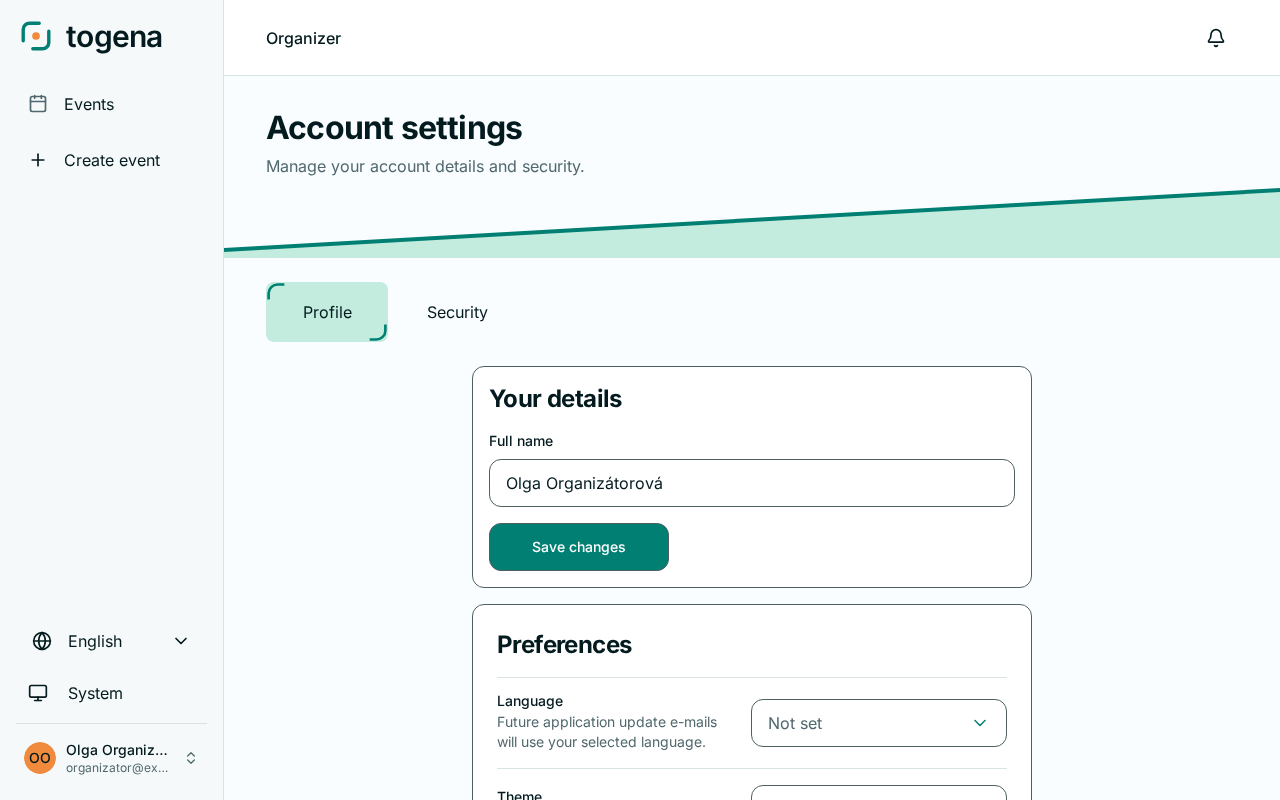 togena
Organizer
Events
Create event
Account settings
Manage your account details and security.
Profile
Security
Your details
Full name
Olga Organizátorová
Save changes
Preferences
Language
Future application update e-mails
will use your selected language.
Not set
Theme
English
System
OO
Olga Organiz...
organizator@ex...